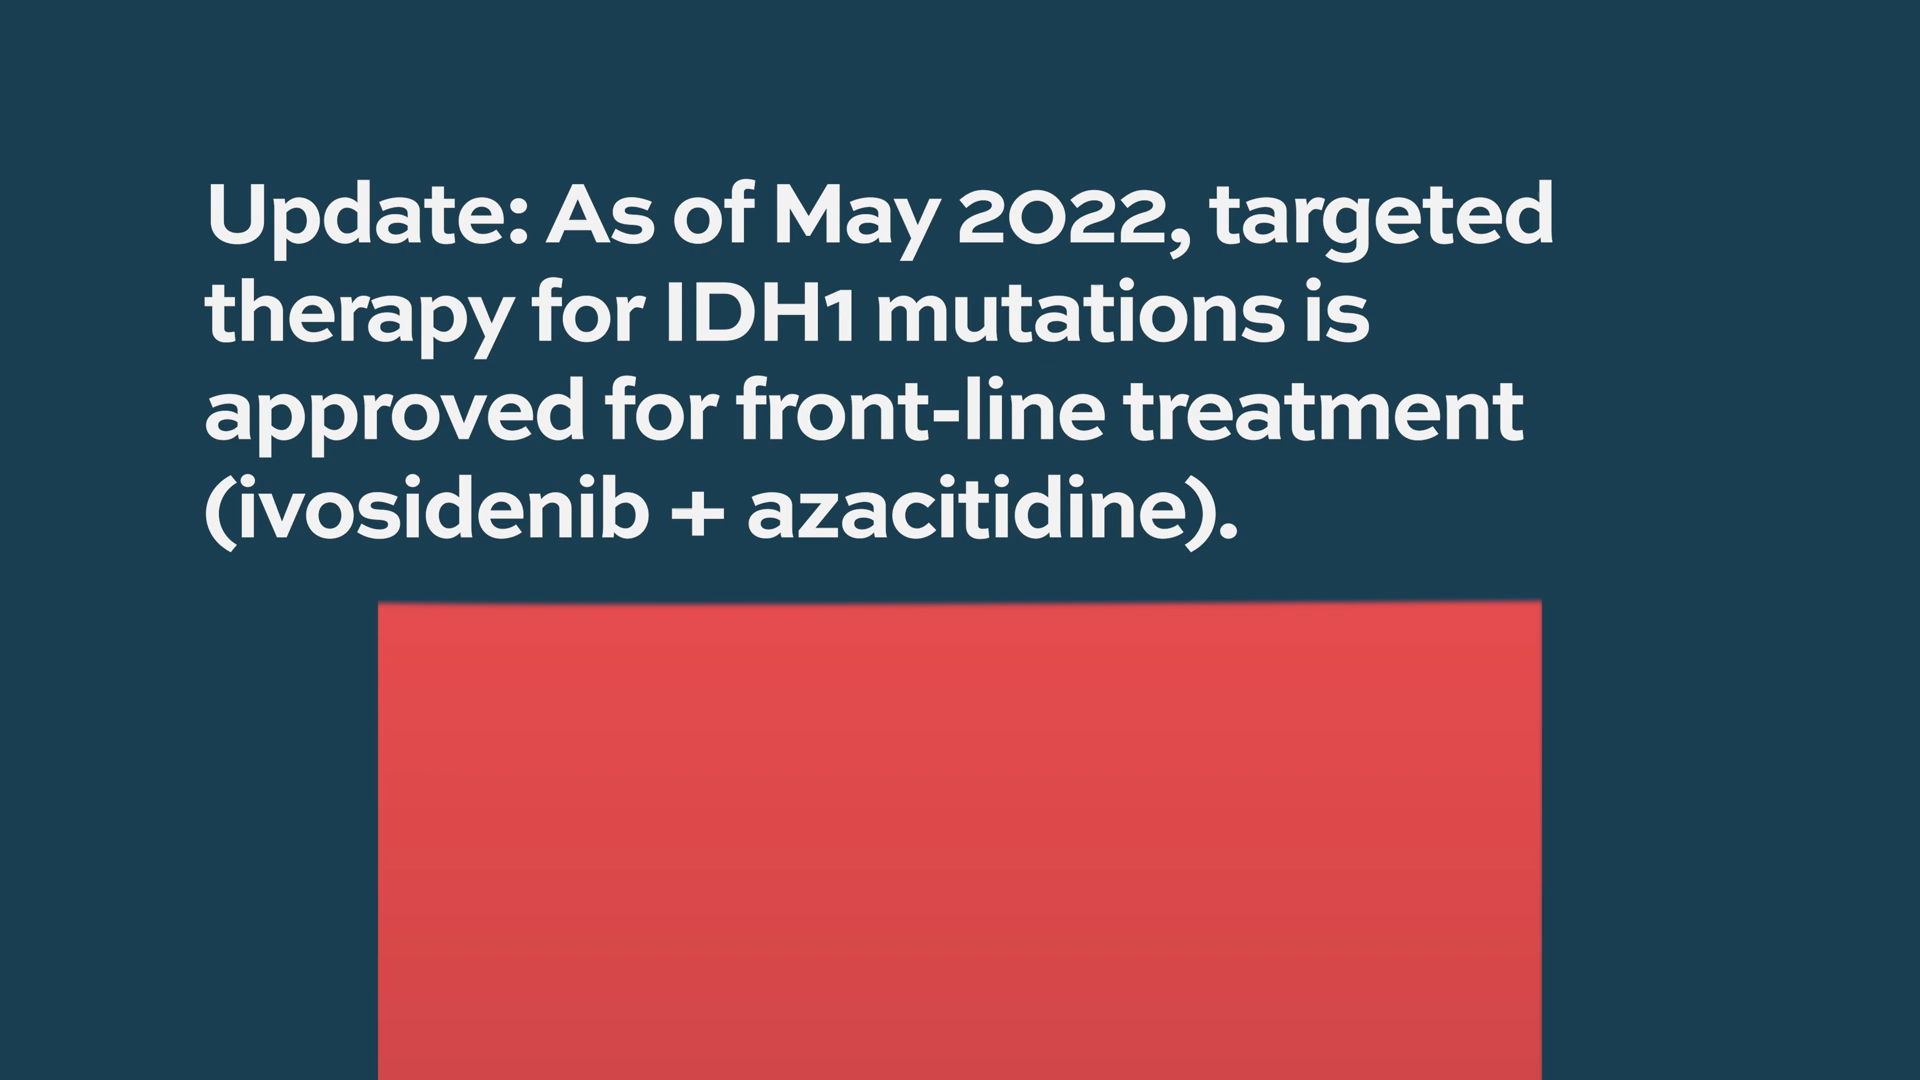 Update: As of May 2022, targeted
therapy for IDH1 mutations is
approved for front-line treatment
(ivosidenib + azacitidine).